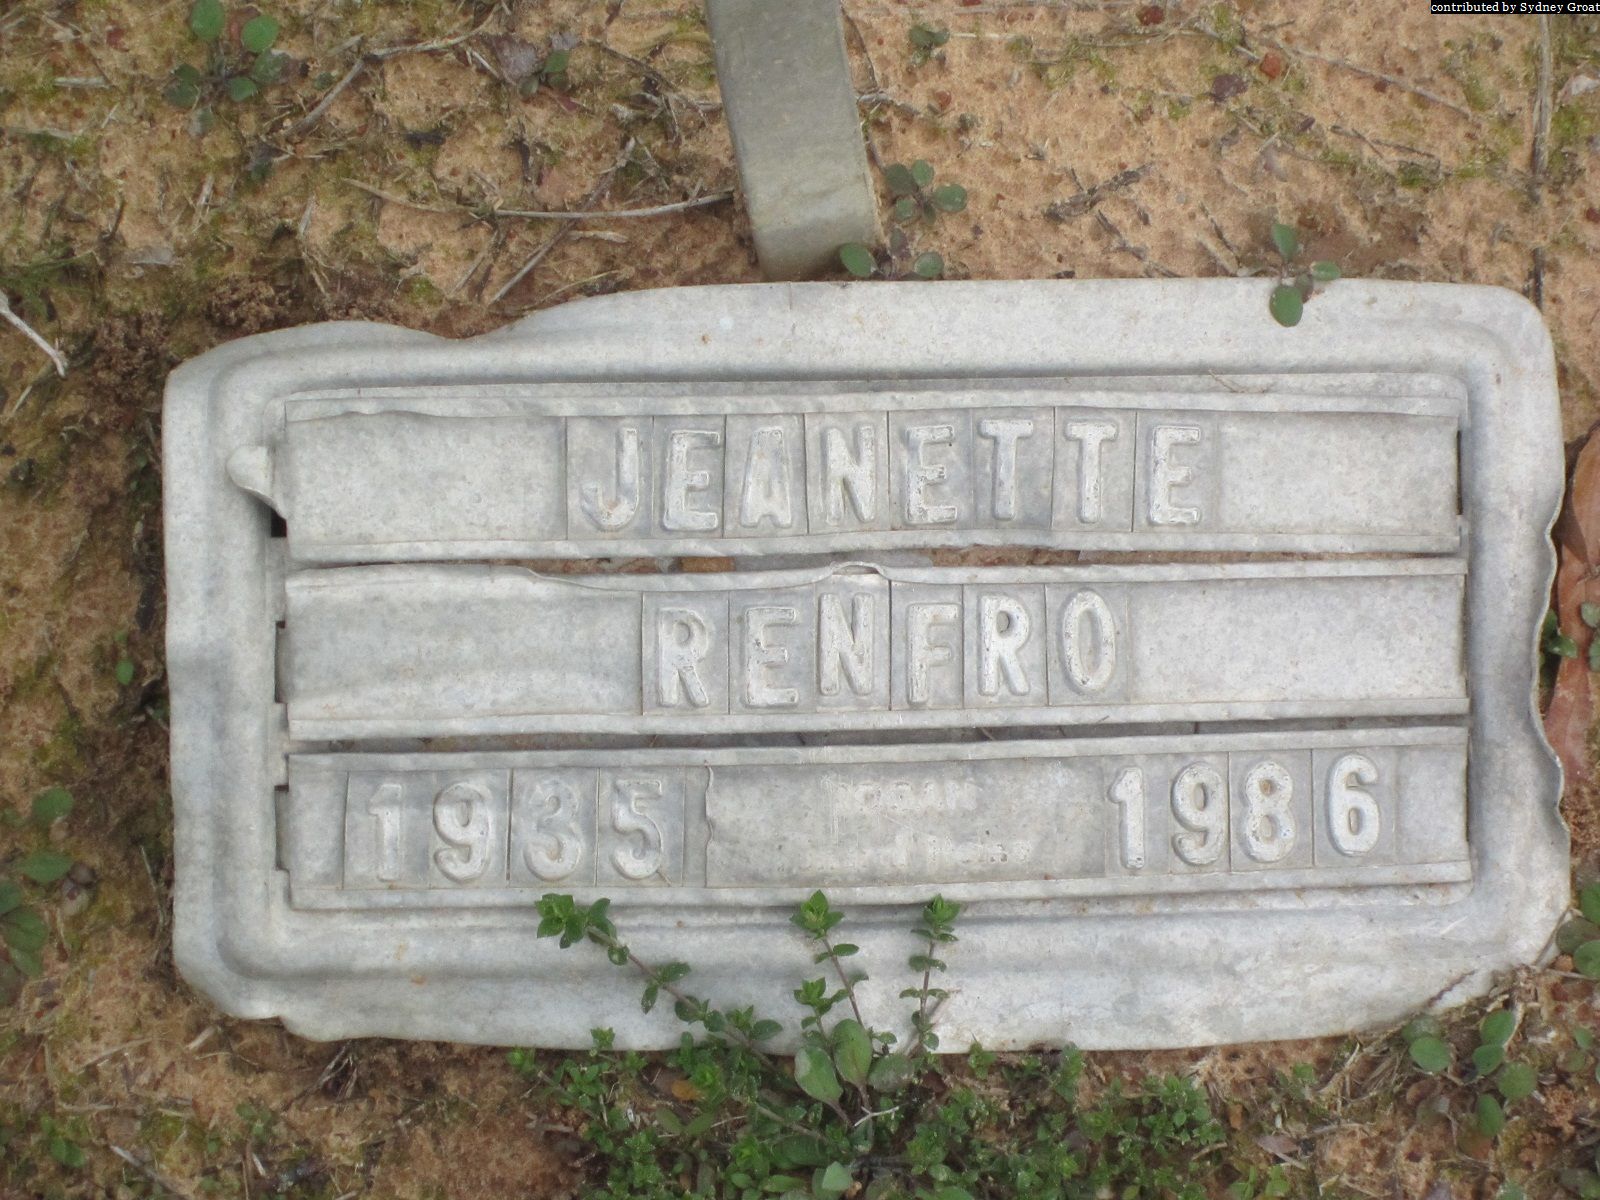 contributed by Sydney Groat
JEANETTE
RENFRO
1935 1986